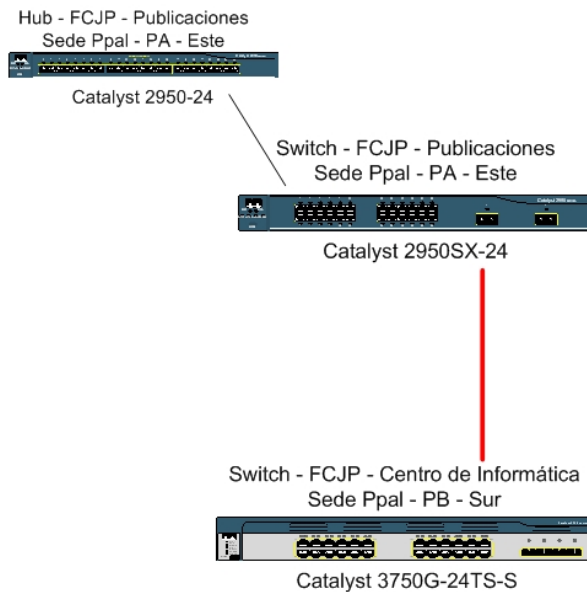 Hub - FCJP - Publicaciones
Sede Ppal - PA - Este
Catalyst 2950-24
Switch - FCJP - Publicaciones
Sede Ppal - PA - Este
Catalyst 2950SX-24
Switch - FCJP - Centro de Informática
Sede Ppal - PB - Sur
Catalyst 3750G-24TS-S